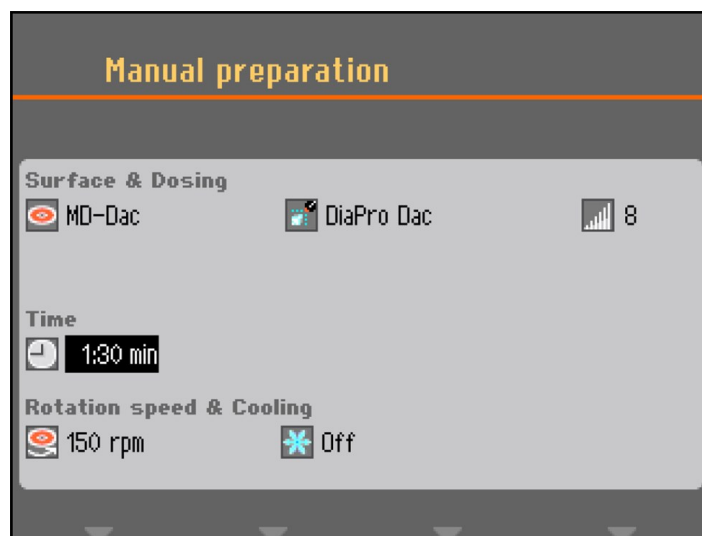 Manual preparation
Surface & Dosing
MD-Dac DiaPro Dac 8
Time
1:30 min
Rotation speed & Cooling
150 rpm Off